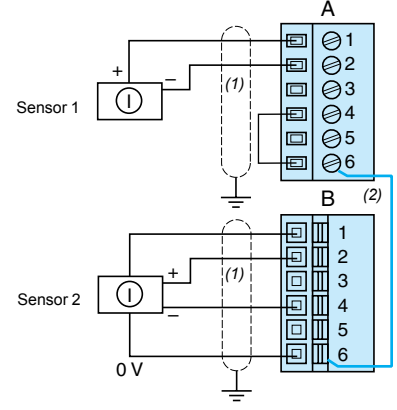 A
1
2
3
4
5
6
+
–
(1)
Sensor 1
I
(2)
B
1
2
3
4
5
6
+
–
(1)
Sensor 2
I
0 V